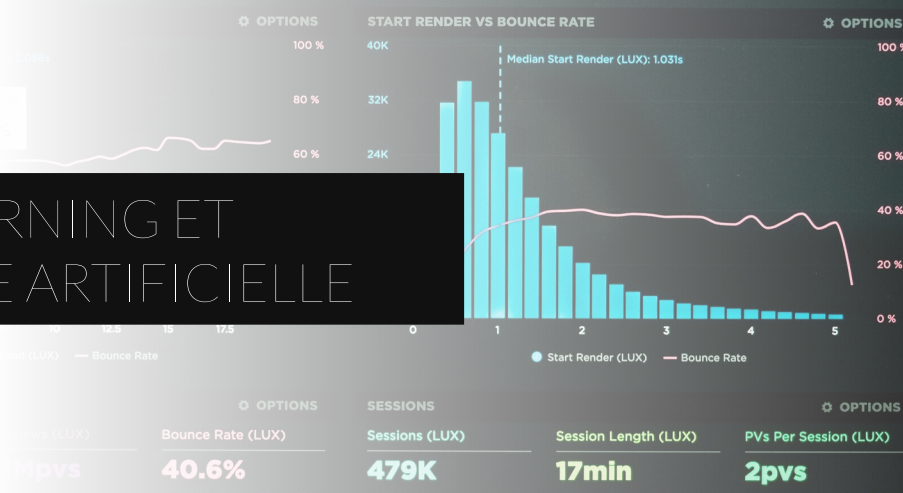 OPTIONS
START RENDER VS BOUNCE RATE
OPTIONS
100 %
40K
Median Start Render (LUX): 1.031s
100 %
80 %
32K
80 %
60 %
24K
60 %
RNING ET
40 %
E ARTIFICIELLE
20 %
0 %
10
12.5
15
17.5
0
1
2
3
4
5
(LUX)
Bounce Rate
Start Render (LUX)
Bounce Rate
OPTIONS
SESSIONS
OPTIONS
Bounce Rate (LUX)
Sessions (LUX)
Session Length (LUX)
PVs Per Session (LUX)
pvs
40.6%
479K
17min
2pvs